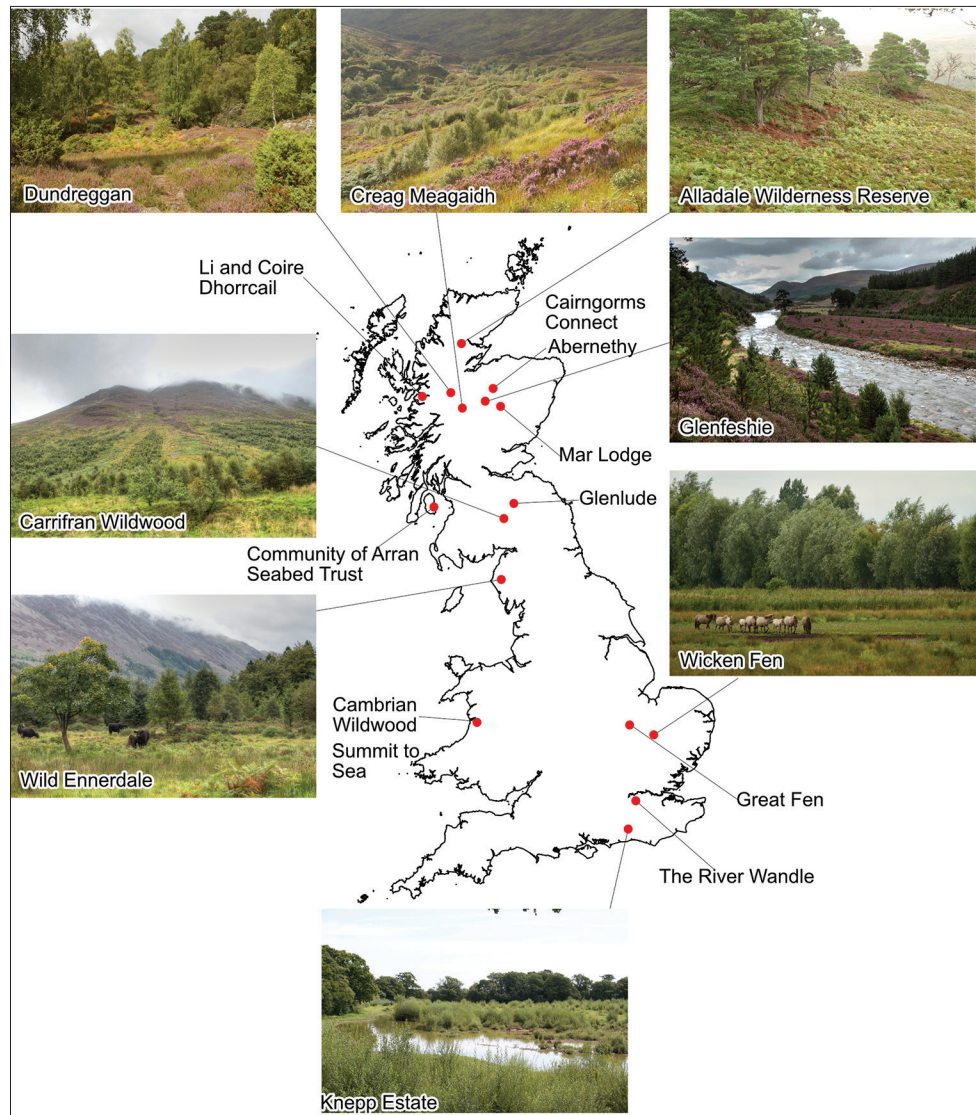 Dundreggan
Creag Meagaidh
Alladale Wilderness Reserve
Li and Coire
Dhorrcail
Cairngorms
Connect
Abernethy
Glenfeshie
Mar Lodge
Carrifran Wildwood
Glenlude
Community of Arran
Seabed Trust
Wicken Fen
Wild Ennerdale
Cambrian
Wildwood
Summit to
Sea
Great Fen
The River Wandle
Knepp Estate